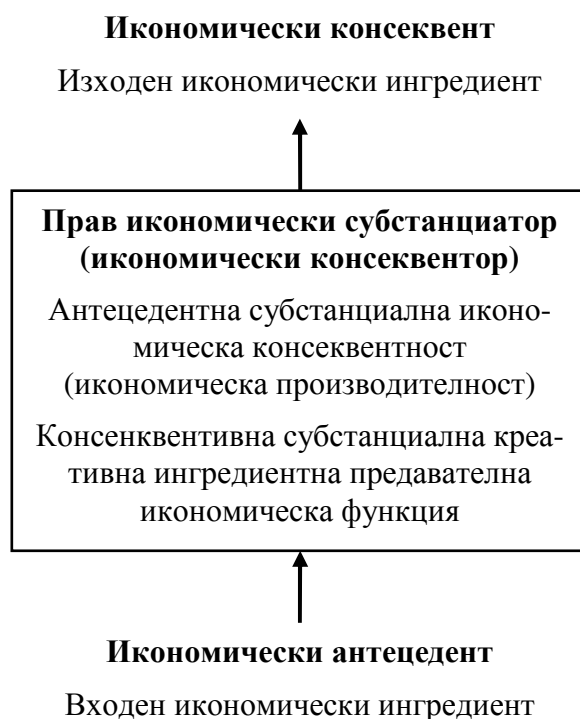 Икономически консеквент
Изходен икономически ингредиент
Прав икономически субстанциатор
(икономически консеквентор)
Антецедентна субстанциална иконо-
мическа консеквентност
(икономическа производителност)
Консенквентивна субстанциална креа-
тивна ингредиентна предавателна
икономическа функция
Икономически антецедент
Входен икономически ингредиент